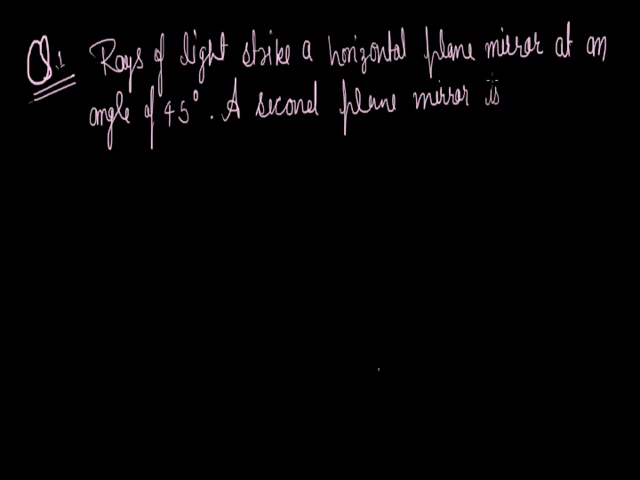 Q.1 Rays of light strike a horizontal plane mirror at an
angle of 45°. A second plane mirror is